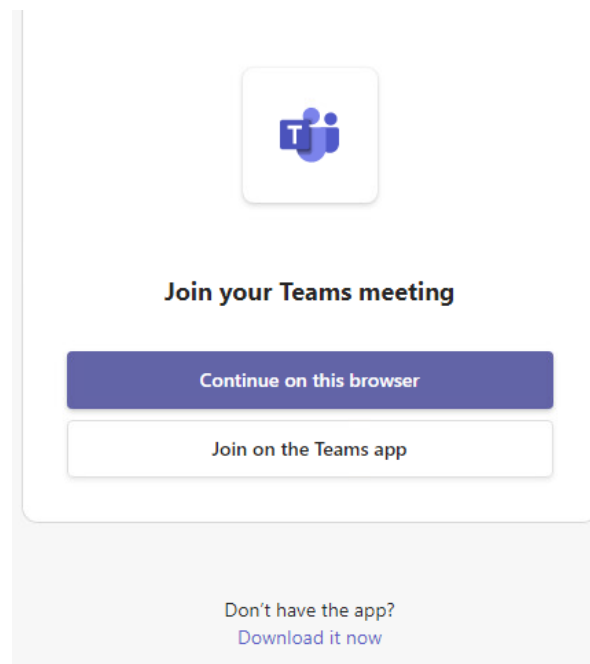 T
Join your Teams meeting
Continue on this browser
Join on the Teams app
Don't have the app?
Download it now